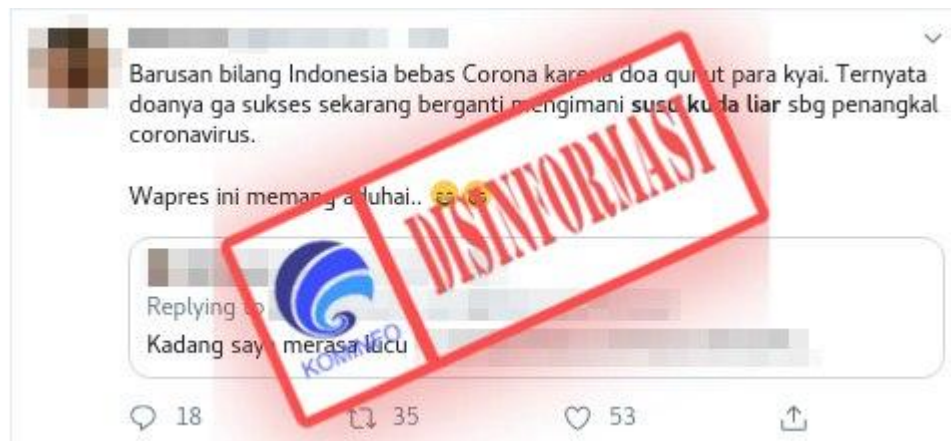 Barusan bilang Indonesia bebas Corona karena doa qunut para kyai. Ternyata
doanya ga sukses sekarang berganti mengimani susu kuda liar sbg penangkal
coronavirus.
Wapres ini memang aduhai..
DISINFORMASI
KOMINFO
Replying to
Kadang saya merasa lucu
18 35 53